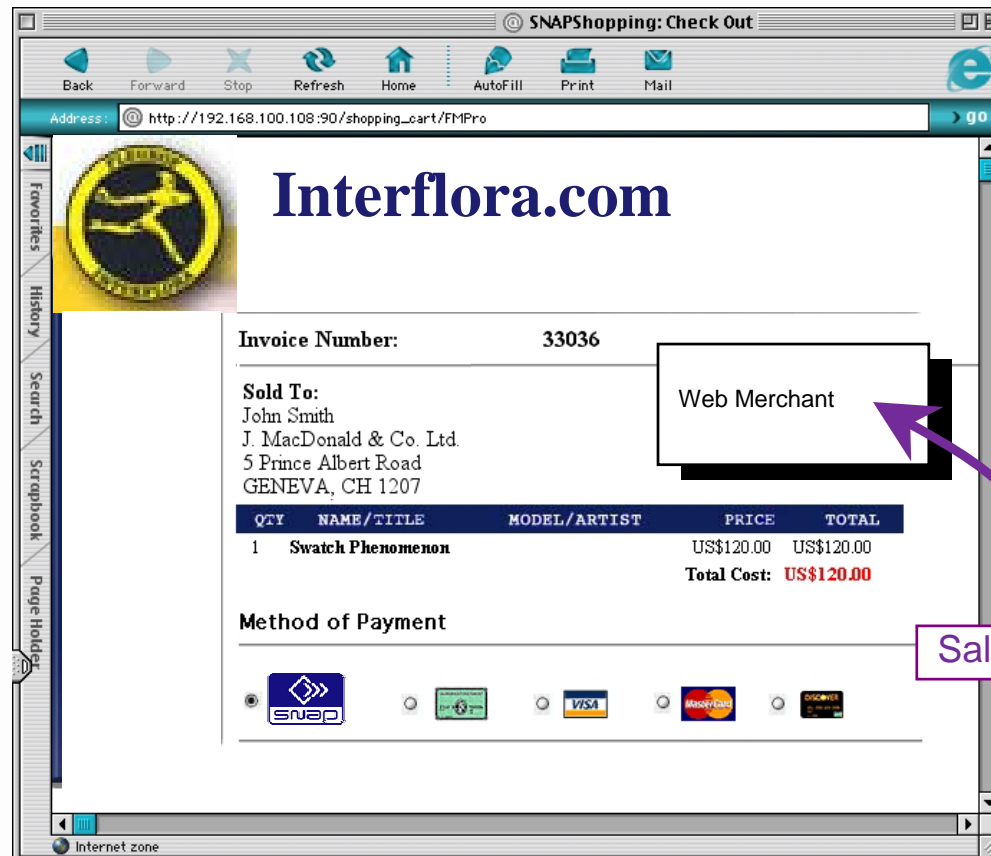 SNAPShopping: Check Out
Back Forward Stop Refresh Home AutoFill Print Mail
Address: @ http://192.168.100.108:90/shopping_cart/FMPro go
Favorites
History
Search
Scrapbook
Page Holder
INTERFLORA
Interflora.com
Invoice Number: 33036
Web Merchant
Sold To:
John Smith
J. MacDonald & Co. Ltd.
5 Prince Albert Road
GENEVA, CH 1207
QTY NAME/TITLE MODEL/ARTIST PRICE TOTAL
1 Swatch Phenomenon US$120.00 US$120.00
Total Cost: US$120.00
Method of Payment
Sal
snap VISA MasterCard DISCOVER
Internet zone